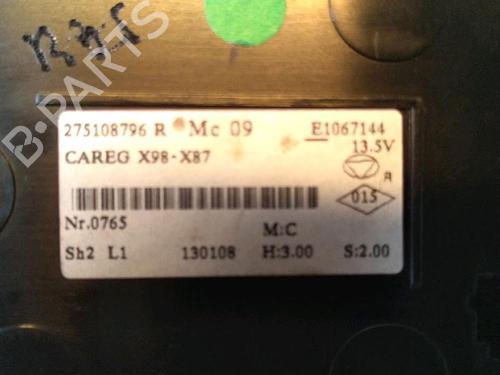 275108796 R Mc 09 E1067144
13.5V
CAREG X98-X87
015
Nr.0765 M:C
Sh2 L1 130108 H:3.00 S:2.00
B-PARTS